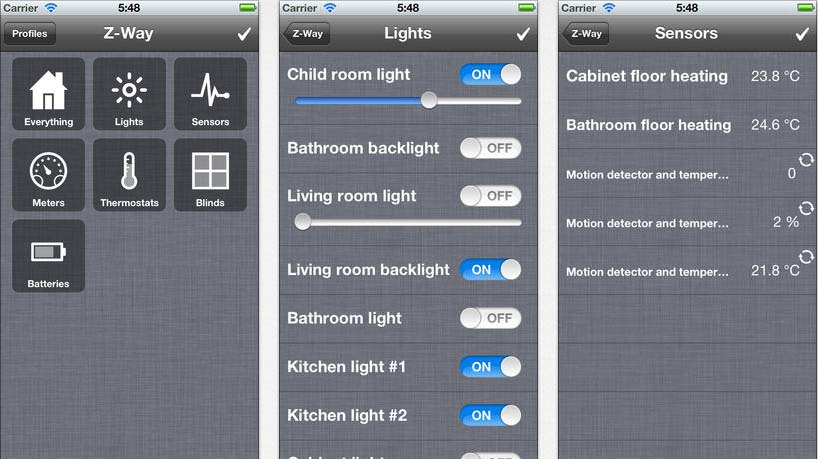 Carrier 5:48
Profiles Z-Way
Everything Lights Sensors
Meters Thermostats Blinds
Batteries
Carrier 5:48
Z-Way Lights
Child room light ON
Bathroom backlight OFF
Living room light OFF
Living room backlight ON
Bathroom light OFF
Kitchen light #1 ON
Kitchen light #2 ON
Carrier 5:48
Z-Way Sensors
Cabinet floor heating 23.8 °C
Bathroom floor heating 24.6 °C
Motion detector and temper... 0
Motion detector and temper... 2 %
Motion detector and temper... 21.8 °C